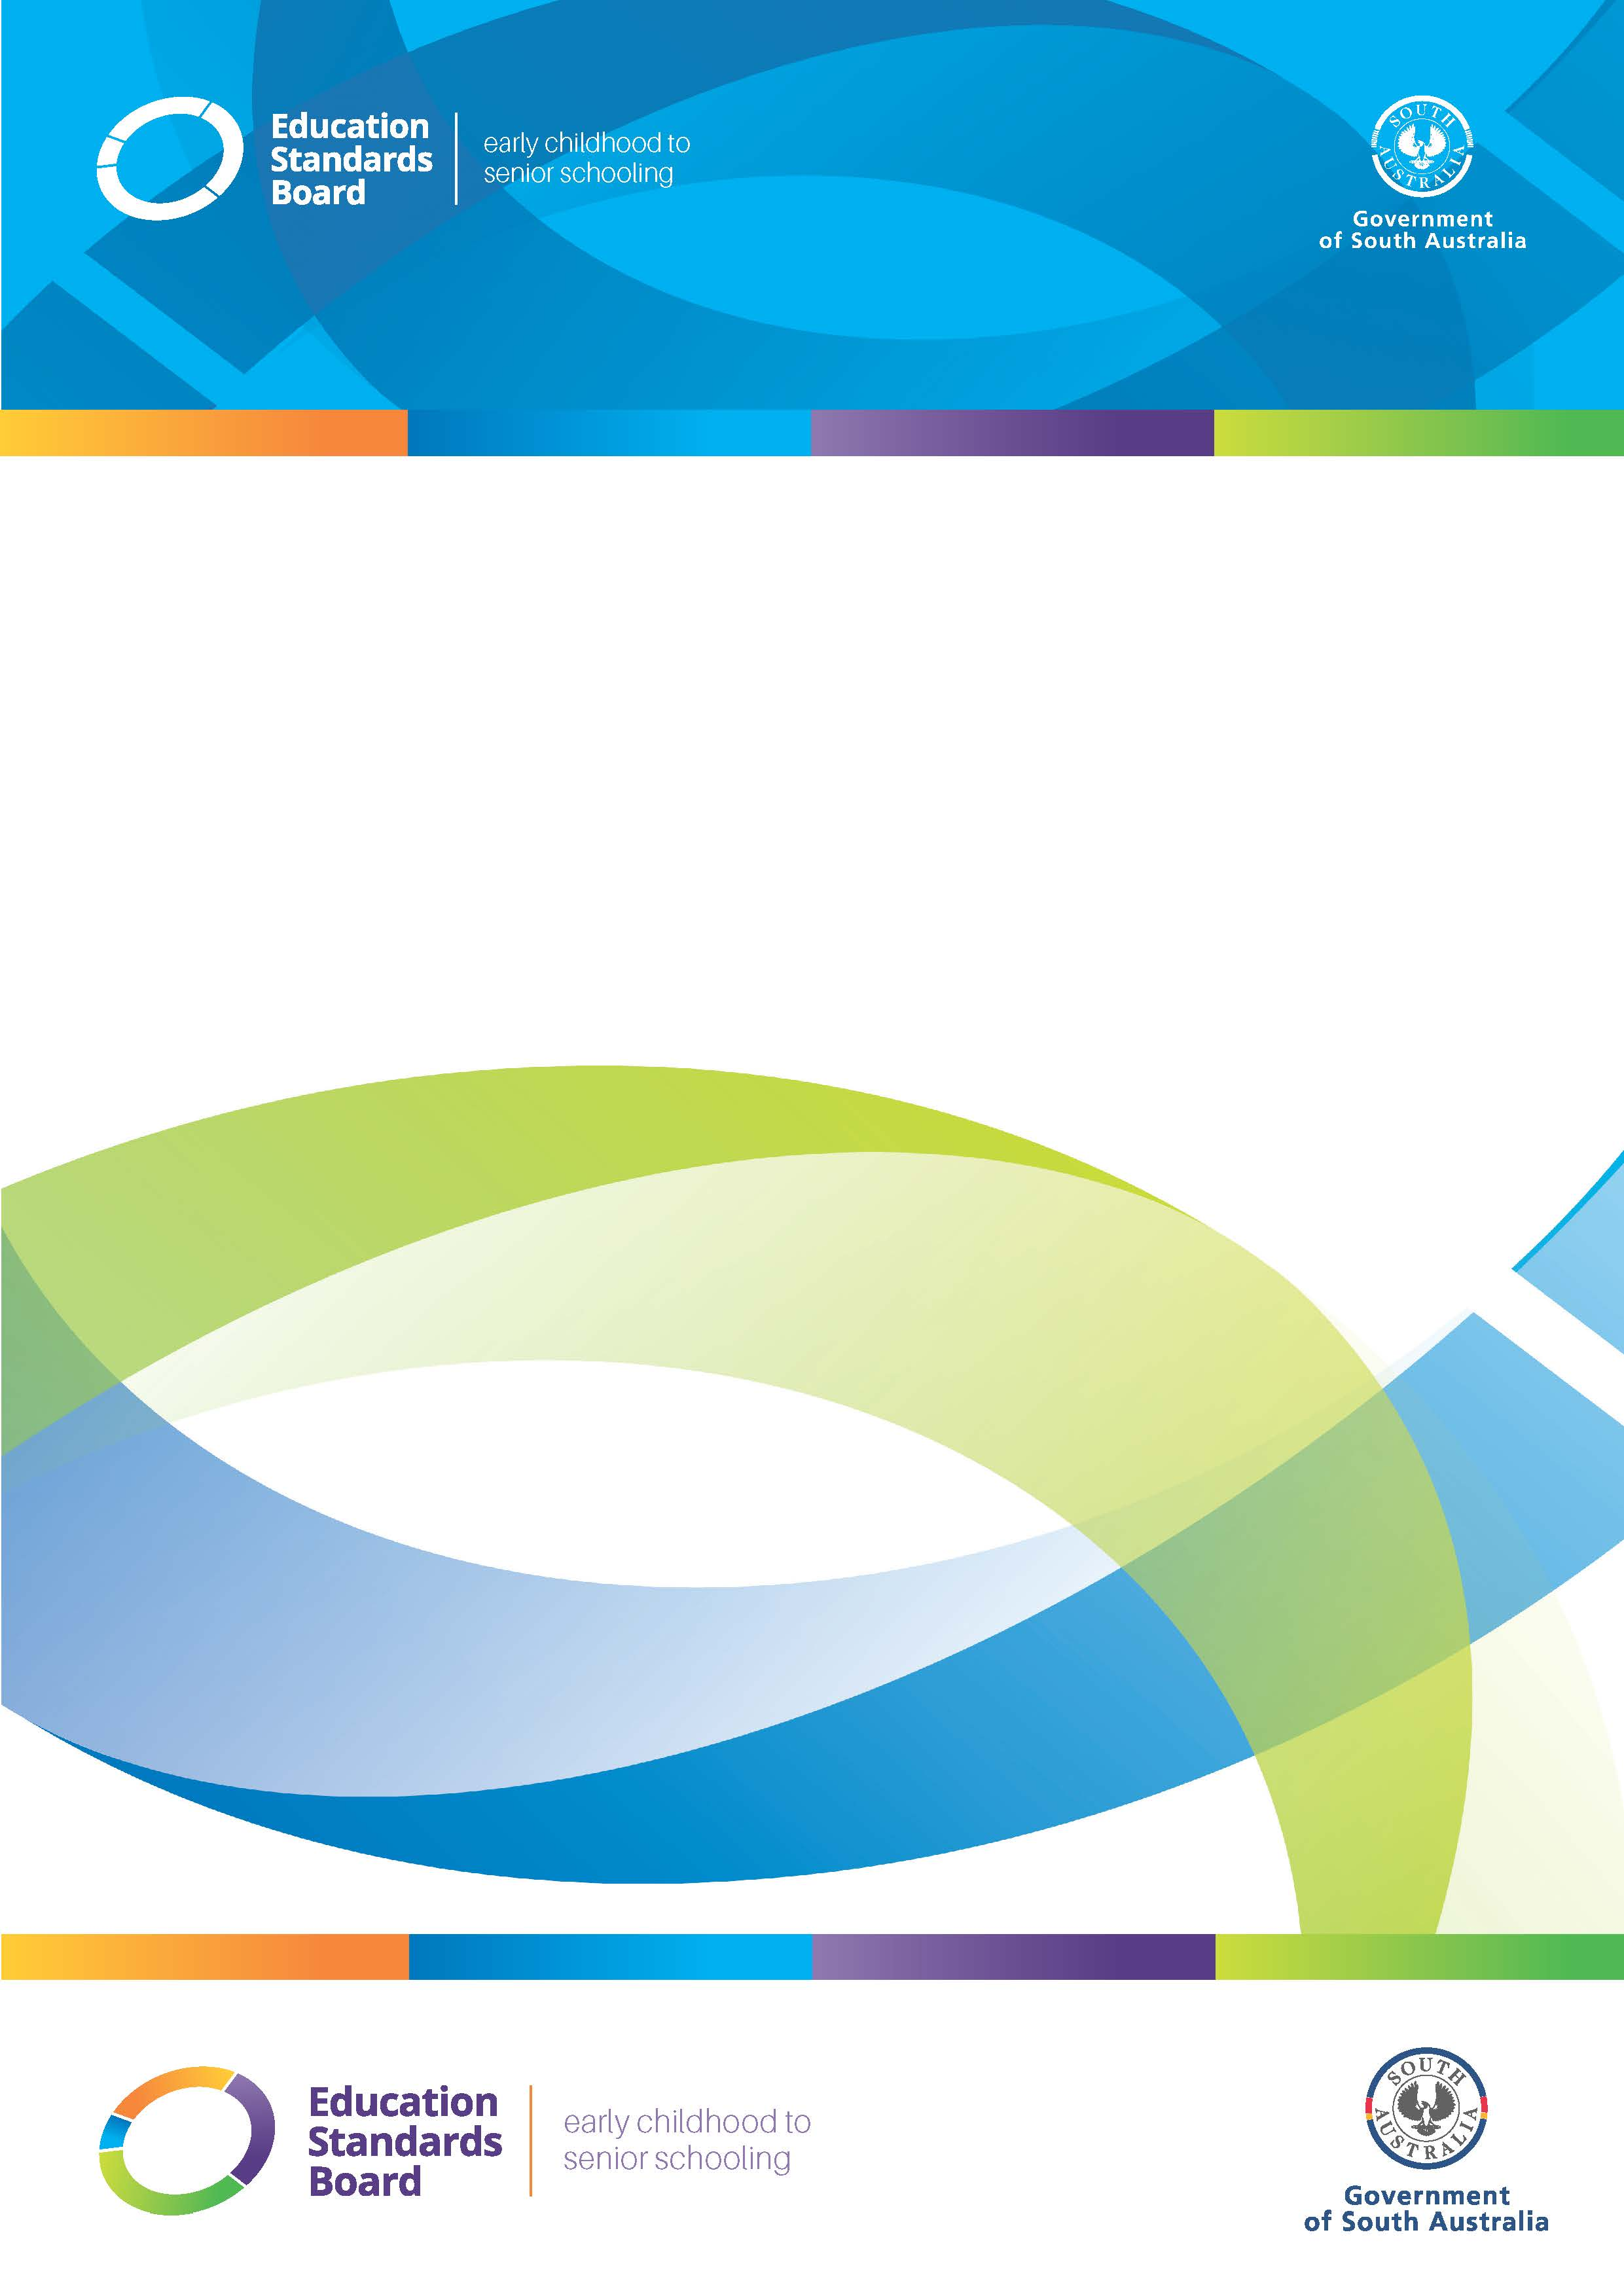 Education
Standards
Board
early childhood to
senior schooling
SOUTH
AUSTRALIA
Government
of South Australia
Education
Standards
Board
early childhood to
senior schooling
SOUTH
AUSTRALIA
Government
of South Australia